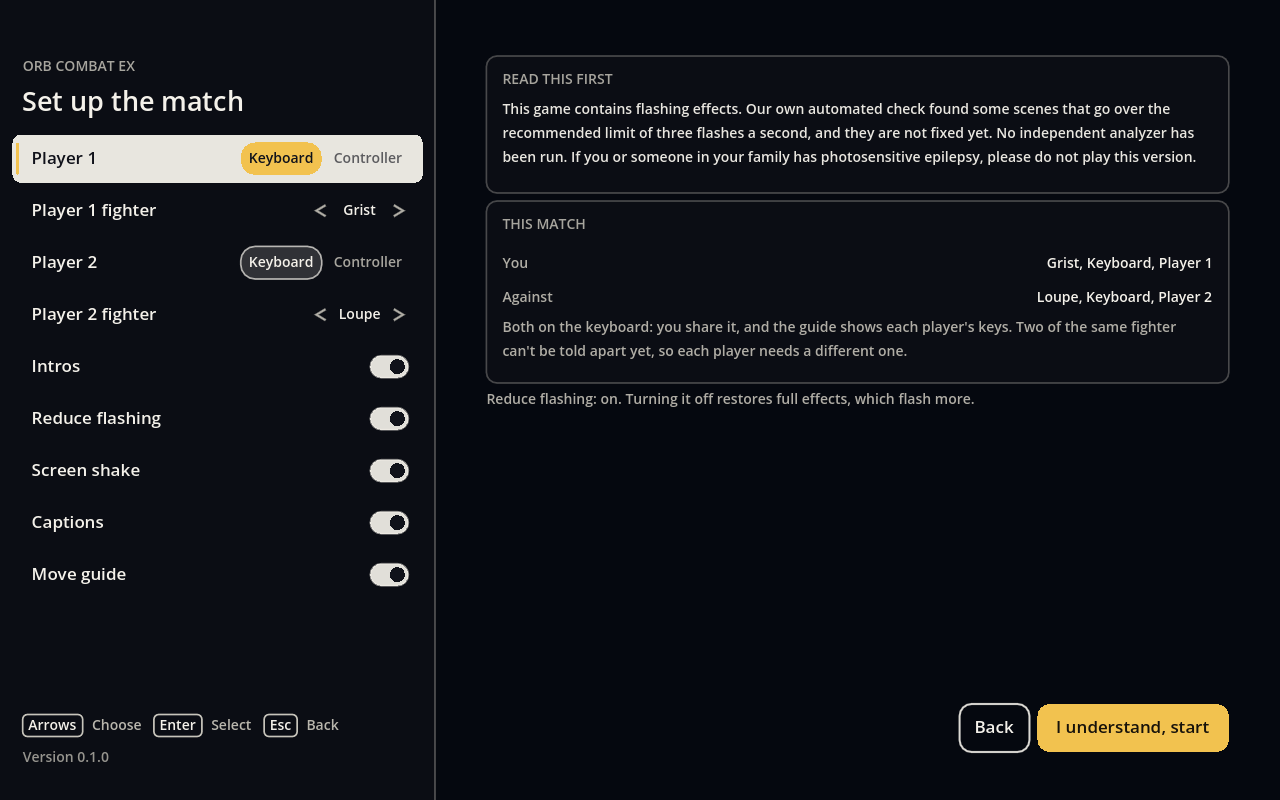 ORB COMBAT EX
Set up the match
Player 1 Keyboard Controller
Player 1 fighter < Grist >
Player 2 Keyboard Controller
Player 2 fighter < Loupe >
Intros
Reduce flashing
Screen shake
Captions
Move guide
Arrows Choose Enter Select Esc Back
Version 0.1.0
READ THIS FIRST
This game contains flashing effects. Our own automated check found some scenes that go over the
recommended limit of three flashes a second, and they are not fixed yet. No independent analyzer has
been run. If you or someone in your family has photosensitive epilepsy, please do not play this version.
THIS MATCH
You Grist, Keyboard, Player 1
Against Loupe, Keyboard, Player 2
Both on the keyboard: you share it, and the guide shows each player's keys. Two of the same fighter
can't be told apart yet, so each player needs a different one.
Reduce flashing: on. Turning it off restores full effects, which flash more.
Back I understand, start